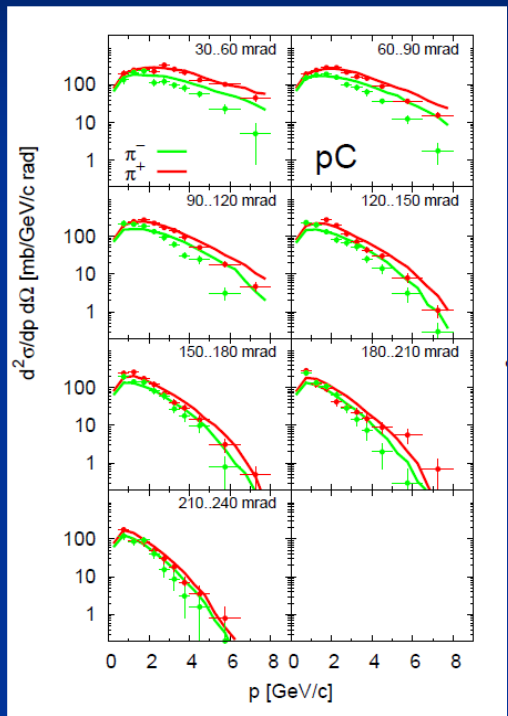 30..60 mrad
60..90 mrad
100
10
1
π⁻
π⁺
pC
90..120 mrad
120..150 mrad
100
10
1
150..180 mrad
180..210 mrad
100
10
1
210..240 mrad
100
10
1
0 2 4 6 8
0 2 4 6 8
p [GeV/c]
d²σ/dp dΩ [mb/GeV/c rad]